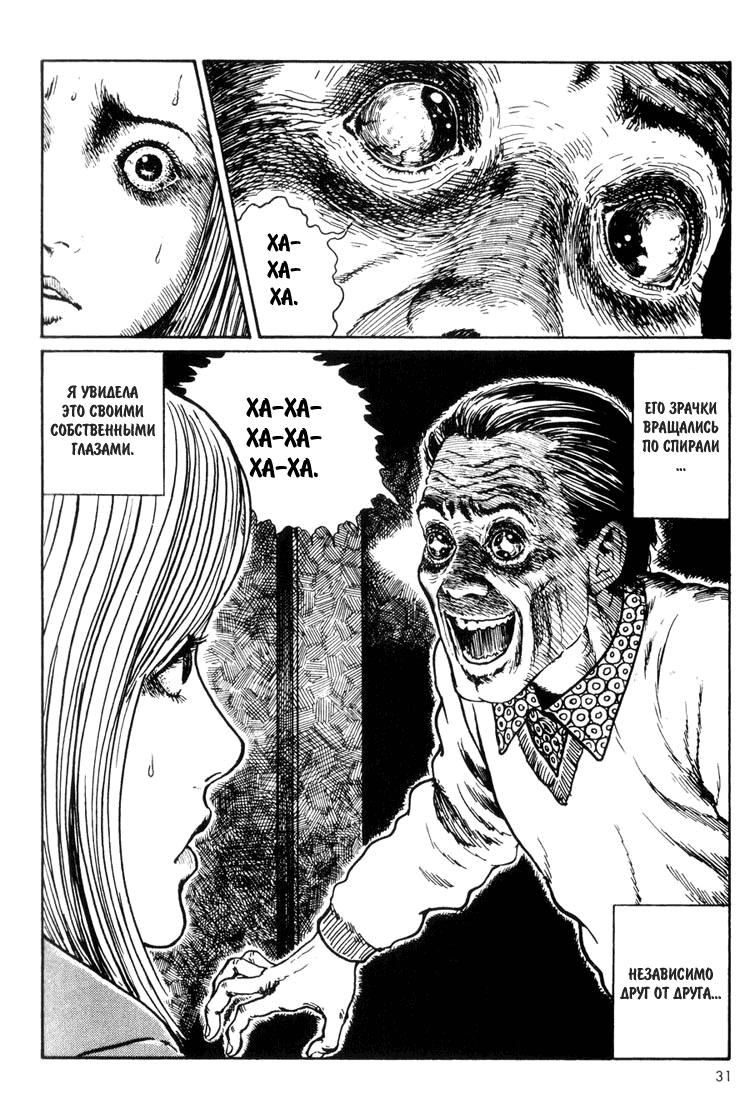 ХА-
ХА-
ХА.
Я УВИДЕЛА
ЭТО СВОИМИ
СОБСТВЕННЫМИ
ГЛАЗАМИ.
ХА-ХА-
ХА-ХА-
ХА-ХА.
ЕГО ЗРАЧКИ
ВРАЩАЛИСЬ
ПО СПИРАЛИ
...
НЕЗАВИСИМО
ДРУГ ОТ ДРУГА...
31